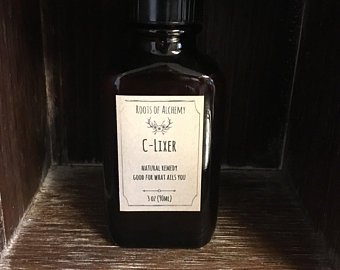 Roots of Alchemy
C-Lixer
Natural Remedy
Good for what ails you
3 oz (90ml)